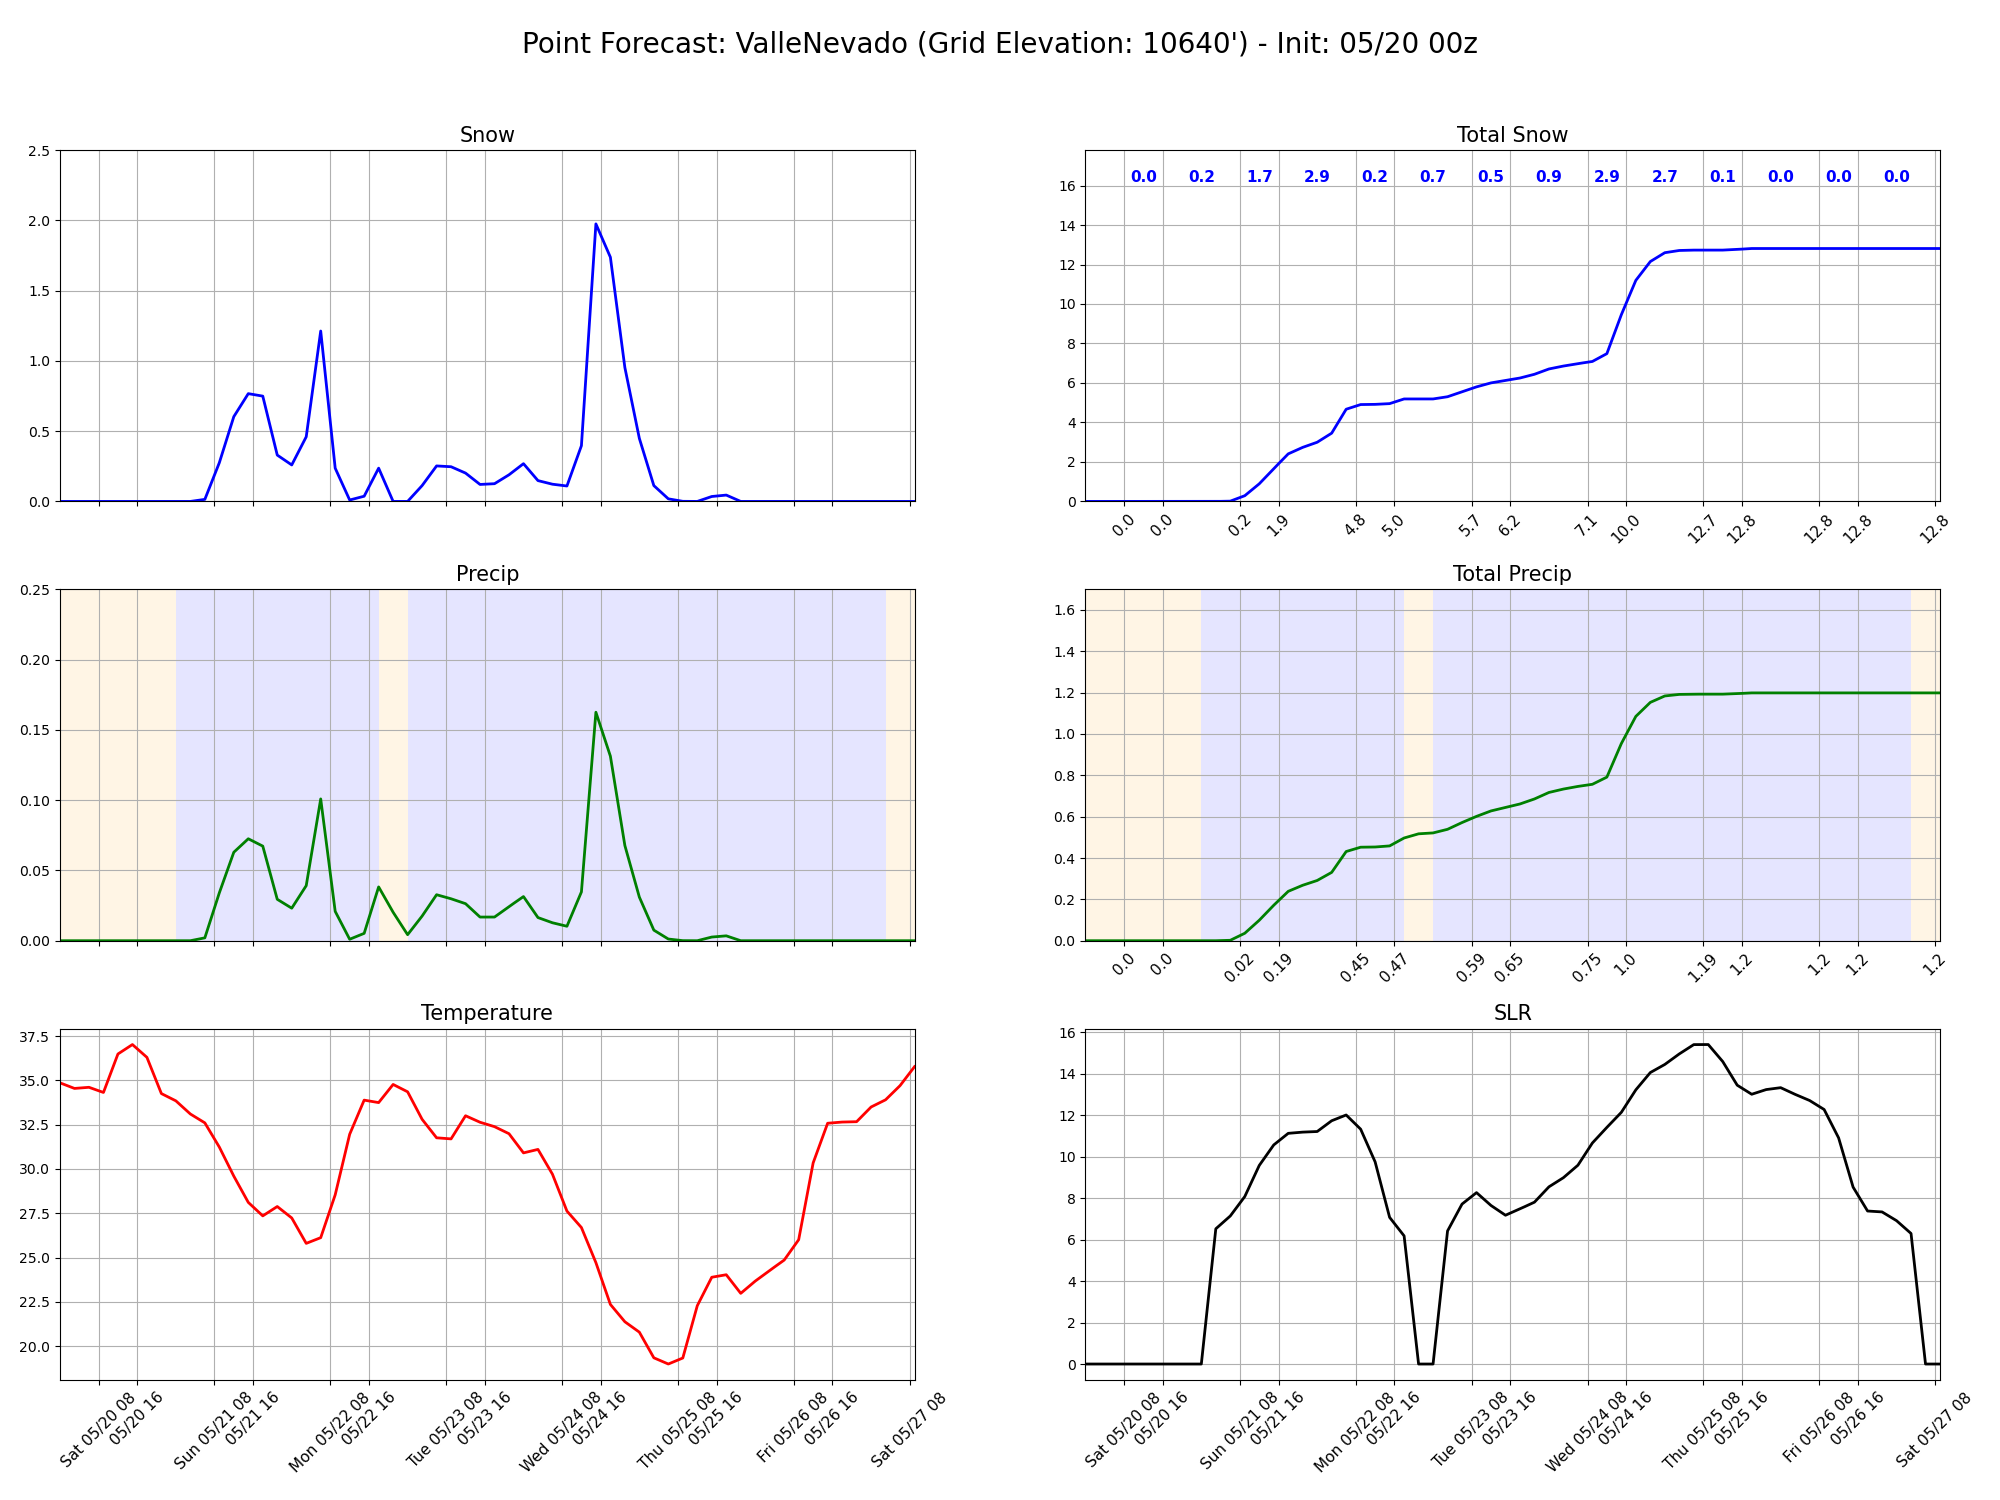 Point Forecast: ValleNevado (Grid Elevation: 10640') - Init: 05/20 00z
Snow
2.5
2.0
1.5
1.0
0.5
0.0
Total Snow
0.0 0.2 1.7 2.9 0.2 0.7 0.5 0.9 2.9 2.7 0.1 0.0 0.0 0.0
16
14
12
10
8
6
4
2
0
0.0 0.0 0.2 1.9 4.8 5.0 5.7 6.2 7.1 10.0 12.7 12.8 12.8 12.8 12.8
Precip
0.25
0.20
0.15
0.10
0.05
0.00
Total Precip
1.6
1.4
1.2
1.0
0.8
0.6
0.4
0.2
0.0
0.0 0.0 0.02 0.19 0.45 0.47 0.59 0.65 0.75 1.0 1.19 1.2 1.2 1.2 1.2
Temperature
37.5
35.0
32.5
30.0
27.5
25.0
22.5
20.0
Sat 05/20 08
05/20 16
Sun 05/21 08
05/21 16
Mon 05/22 08
05/22 16
Tue 05/23 08
05/23 16
Wed 05/24 08
05/24 16
Thu 05/25 08
05/25 16
Fri 05/26 08
05/26 16
Sat 05/27 08
SLR
16
14
12
10
8
6
4
2
0
Sat 05/20 08
05/20 16
Sun 05/21 08
05/21 16
Mon 05/22 08
05/22 16
Tue 05/23 08
05/23 16
Wed 05/24 08
05/24 16
Thu 05/25 08
05/25 16
Fri 05/26 08
05/26 16
Sat 05/27 08